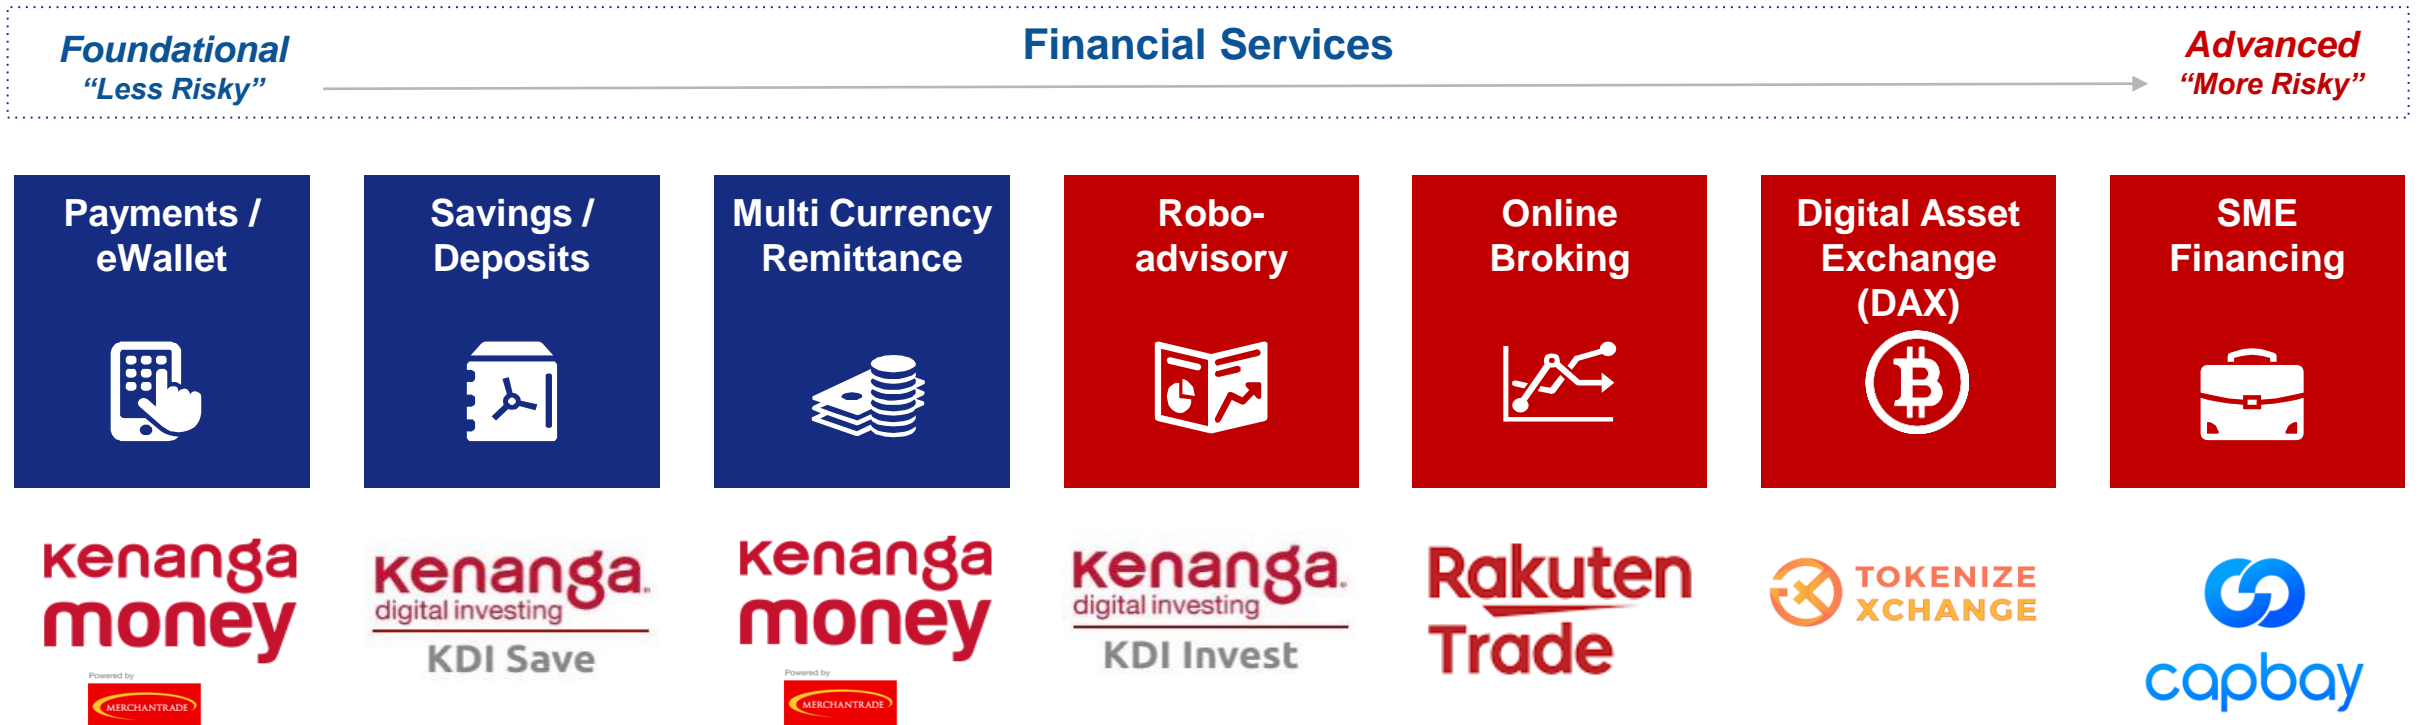 Foundational
“Less Risky”
Financial Services
Advanced
“More Risky”
Payments /
eWallet
Savings /
Deposits
Multi Currency
Remittance
Robo-
advisory
Online
Broking
Digital Asset
Exchange
(DAX)
SME
Financing
kenanga
money
Powered by
MERCHANTRADE
kenanga
digital investing
KDI Save
kenanga
money
Powered by
MERCHANTRADE
kenanga
digital investing
KDI Invest
Rakuten
Trade
TOKENIZE
XCHANGE
capbay